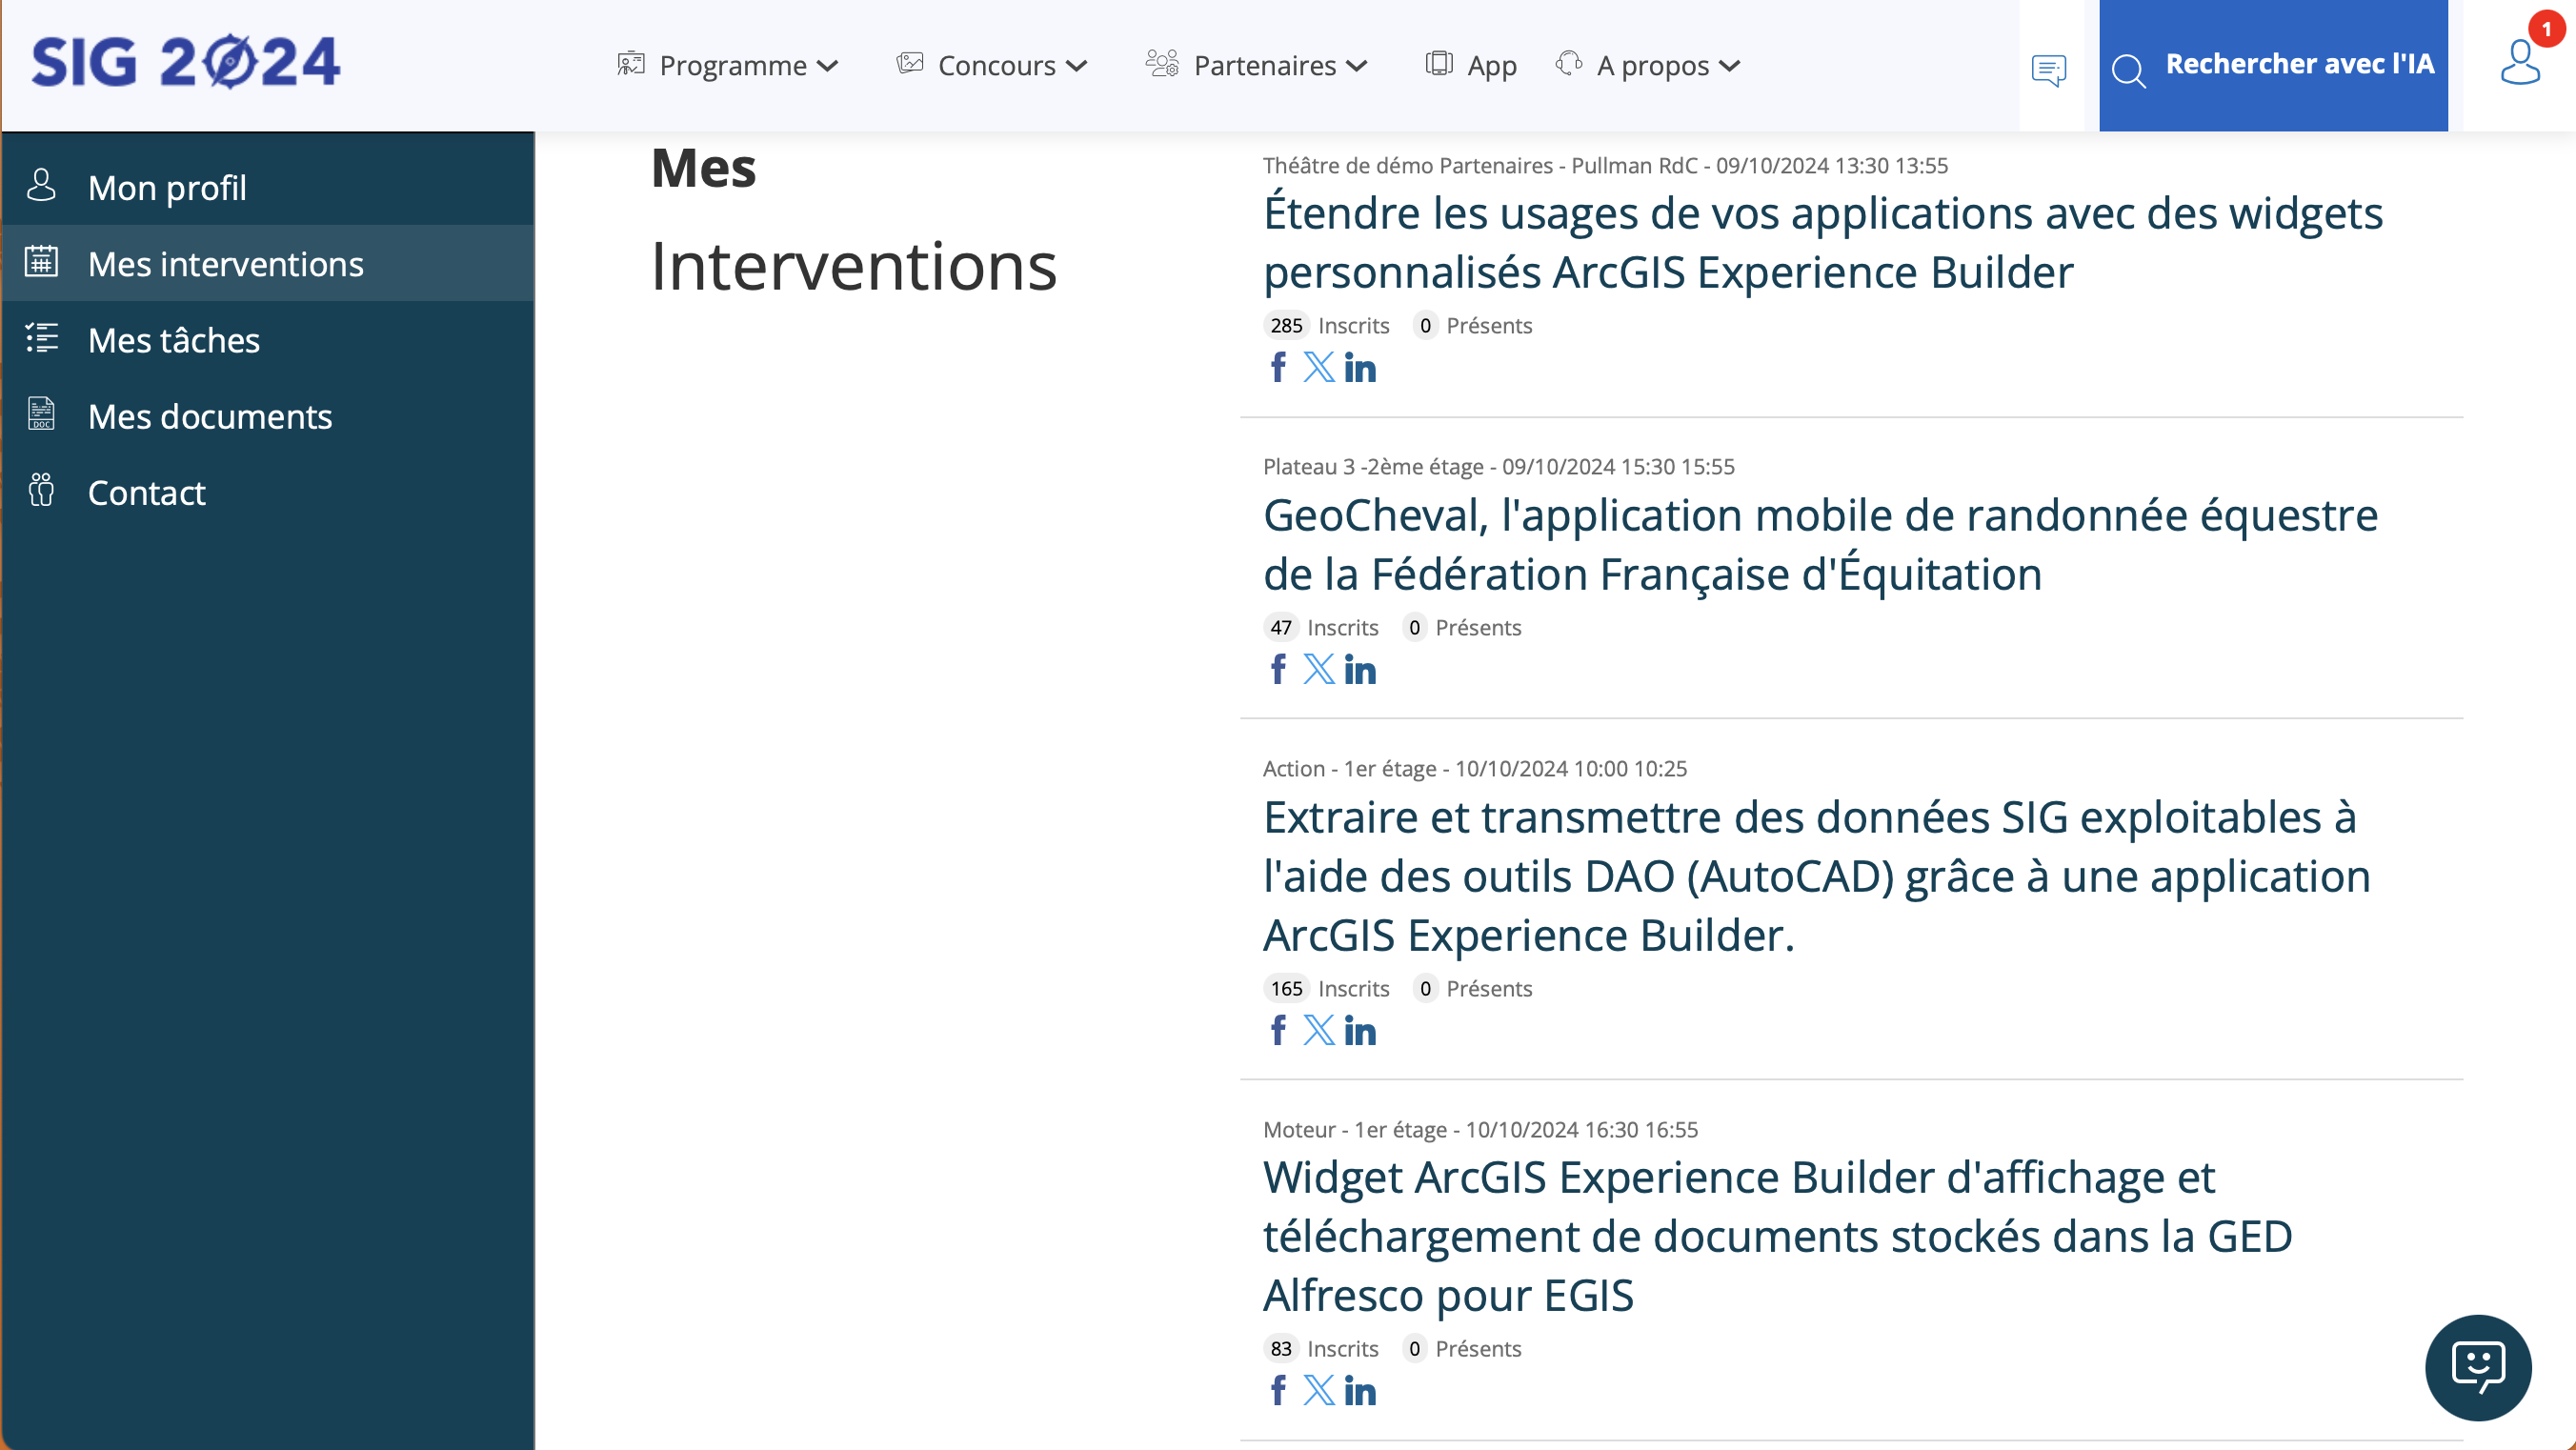 SIG 2024
Programme
Concours
Partenaires
App
A propos
Rechercher avec l'IA
1
Mon profil
Mes interventions
Mes tâches
DOC
Mes documents
Contact
Mes
Interventions
Théâtre de démo Partenaires - Pullman RdC - 09/10/2024 13:30 13:55
Étendre les usages de vos applications avec des widgets
personnalisés ArcGIS Experience Builder
285 Inscrits 0 Présents
f X in
Plateau 3 -2ème étage - 09/10/2024 15:30 15:55
GeoCheval, l'application mobile de randonnée équestre
de la Fédération Française d'Équitation
47 Inscrits 0 Présents
f X in
Action - 1er étage - 10/10/2024 10:00 10:25
Extraire et transmettre des données SIG exploitables à
l'aide des outils DAO (AutoCAD) grâce à une application
ArcGIS Experience Builder.
165 Inscrits 0 Présents
f X in
Moteur - 1er étage - 10/10/2024 16:30 16:55
Widget ArcGIS Experience Builder d'affichage et
téléchargement de documents stockés dans la GED
Alfresco pour EGIS
83 Inscrits 0 Présents
f X in